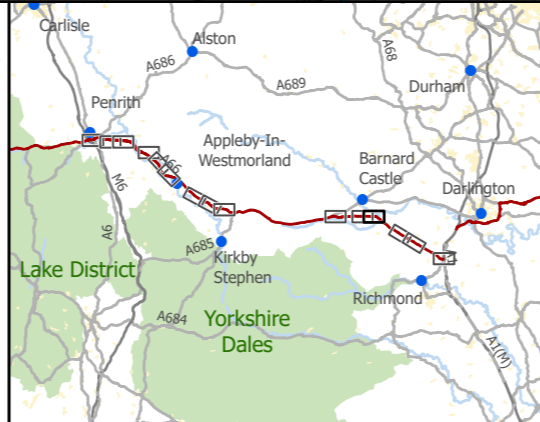 Carlisle
Alston
A686
A689
A68
Durham
Penrith
Appleby-In-
Westmorland
A66
Barnard
Castle
Darlington
M6
A6
A685
Kirkby
Stephen
Lake District
Richmond
A684
Yorkshire
Dales
A1(M)